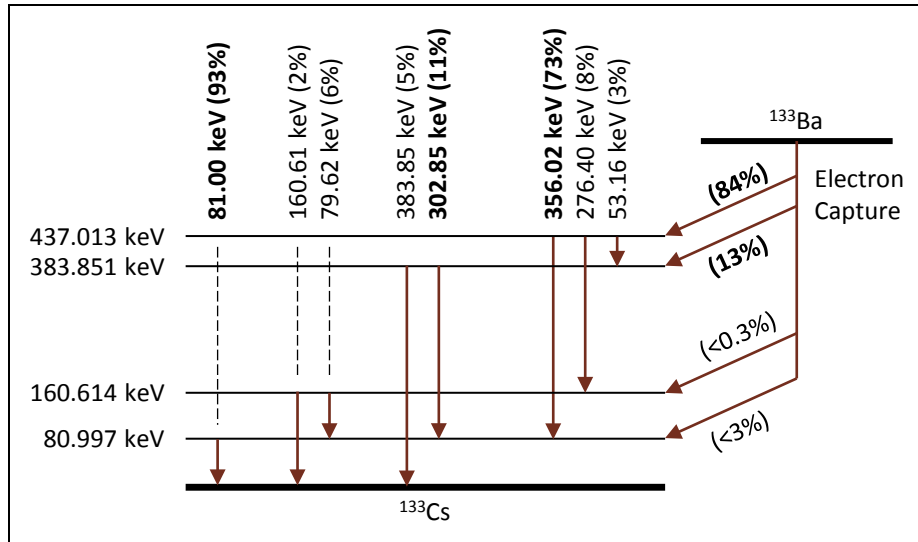 81.00 keV (93%)
160.61 keV (2%)
79.62 keV (6%)
383.85 keV (5%)
302.85 keV (11%)
356.02 keV (73%)
276.40 keV (8%)
53.16 keV (3%)
¹³³Ba
(84%)
Electron
Capture
437.013 keV
383.851 keV
(13%)
(<0.3%)
160.614 keV
80.997 keV
(<3%)
¹³³Cs